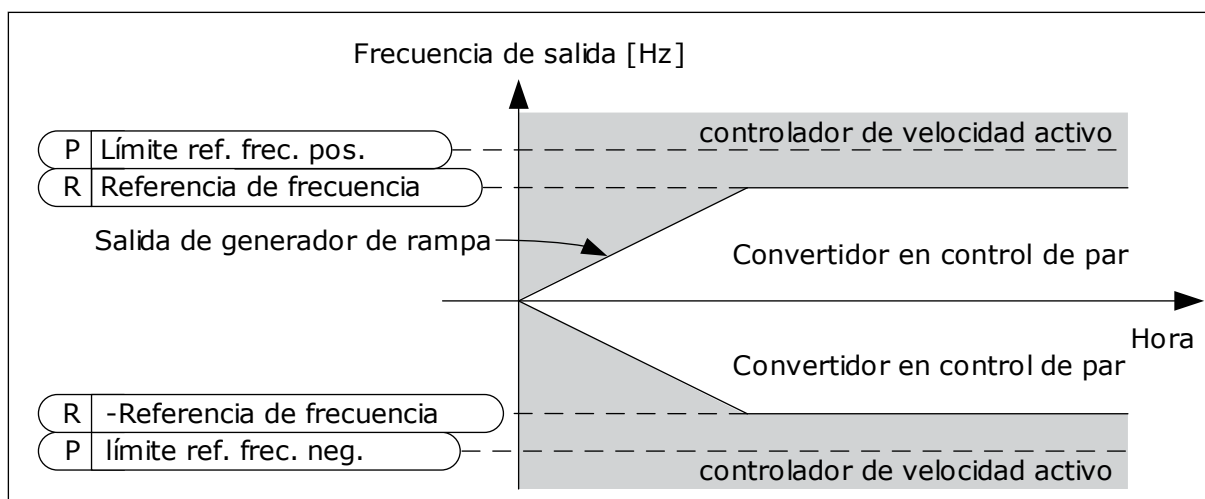 Frecuencia de salida [Hz]
controlador de velocidad activo
P Límite ref. frec. pos.
R Referencia de frecuencia
Salida de generador de rampa
Convertidor en control de par
Hora
Convertidor en control de par
R -Referencia de frecuencia
P límite ref. frec. neg.
controlador de velocidad activo